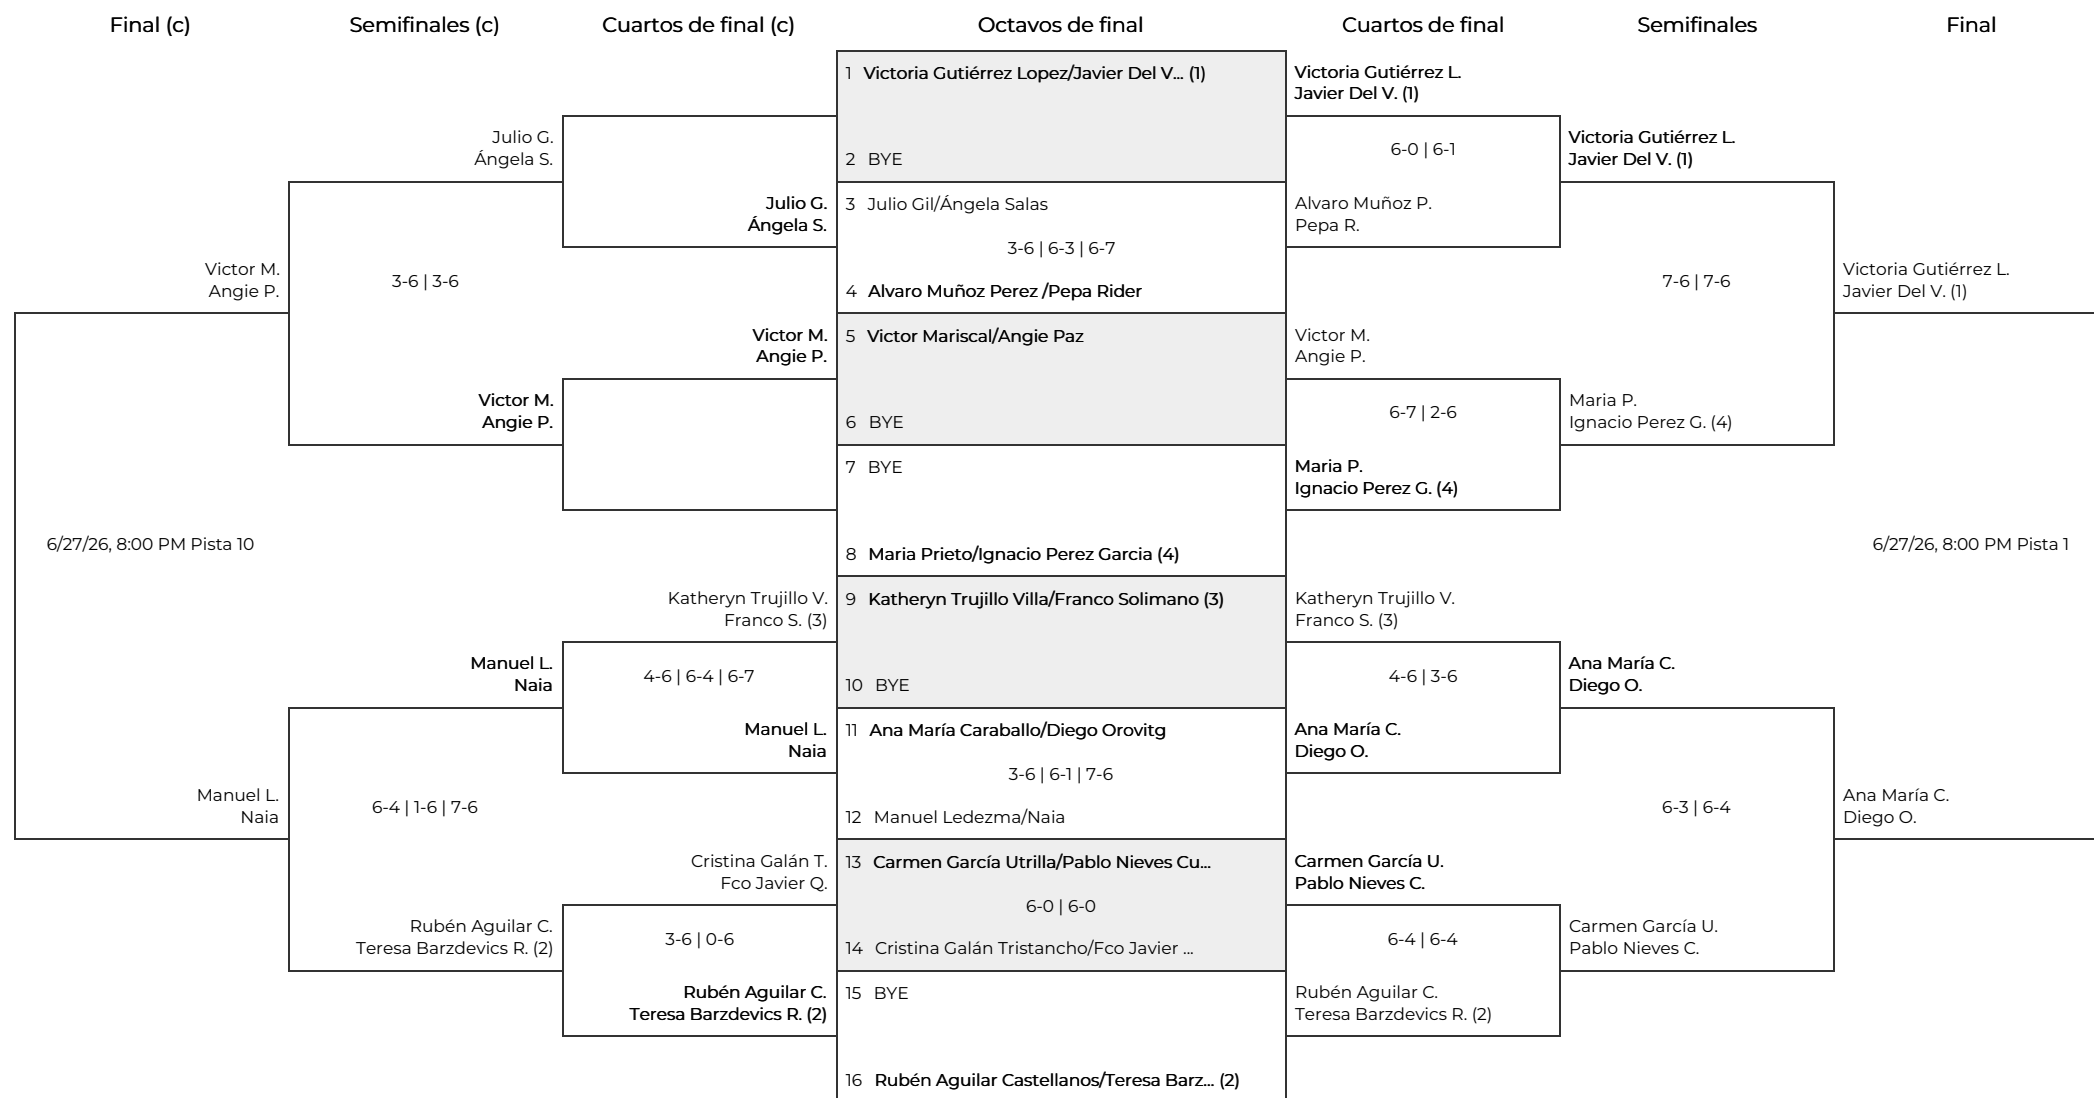 Final (c)
Semifinales (c)
Cuartos de final (c)
Octavos de final
Cuartos de final
Semifinales
Final
Victor M.
Angie P.
6/27/26, 8:00 PM Pista 10
Manuel L.
Naia
Julio G.
Ángela S.
3-6 | 3-6
Victor M.
Angie P.
Manuel L.
Naia
6-4 | 1-6 | 7-6
Rubén Aguilar C.
Teresa Barzdevics R. (2)
Julio G.
Ángela S.
Victor M.
Angie P.
Katheryn Trujillo V.
Franco S. (3)
4-6 | 6-4 | 6-7
Manuel L.
Naia
Cristina Galán T.
Fco Javier Q.
3-6 | 0-6
Rubén Aguilar C.
Teresa Barzdevics R. (2)
1 Victoria Gutiérrez Lopez/Javier Del V... (1)
2 BYE
3 Julio Gil/Ángela Salas
3-6 | 6-3 | 6-7
4 Alvaro Muñoz Perez /Pepa Rider
5 Victor Mariscal/Angie Paz
6 BYE
7 BYE
8 Maria Prieto/Ignacio Perez Garcia (4)
9 Katheryn Trujillo Villa/Franco Solimano (3)
10 BYE
11 Ana María Caraballo/Diego Orovitg
3-6 | 6-1 | 7-6
12 Manuel Ledezma/Naia
13 Carmen García Utrilla/Pablo Nieves Cu...
6-0 | 6-0
14 Cristina Galán Tristancho/Fco Javier ...
15 BYE
16 Rubén Aguilar Castellanos/Teresa Barz... (2)
Victoria Gutiérrez L.
Javier Del V. (1)
6-0 | 6-1
Alvaro Muñoz P.
Pepa R.
Victor M.
Angie P.
6-7 | 2-6
Maria P.
Ignacio Perez G. (4)
Katheryn Trujillo V.
Franco S. (3)
4-6 | 3-6
Ana María C.
Diego O.
Carmen García U.
Pablo Nieves C.
6-4 | 6-4
Rubén Aguilar C.
Teresa Barzdevics R. (2)
Victoria Gutiérrez L.
Javier Del V. (1)
7-6 | 7-6
Maria P.
Ignacio Perez G. (4)
Ana María C.
Diego O.
6-3 | 6-4
Carmen García U.
Pablo Nieves C.
Victoria Gutiérrez L.
Javier Del V. (1)
6/27/26, 8:00 PM Pista 1
Ana María C.
Diego O.